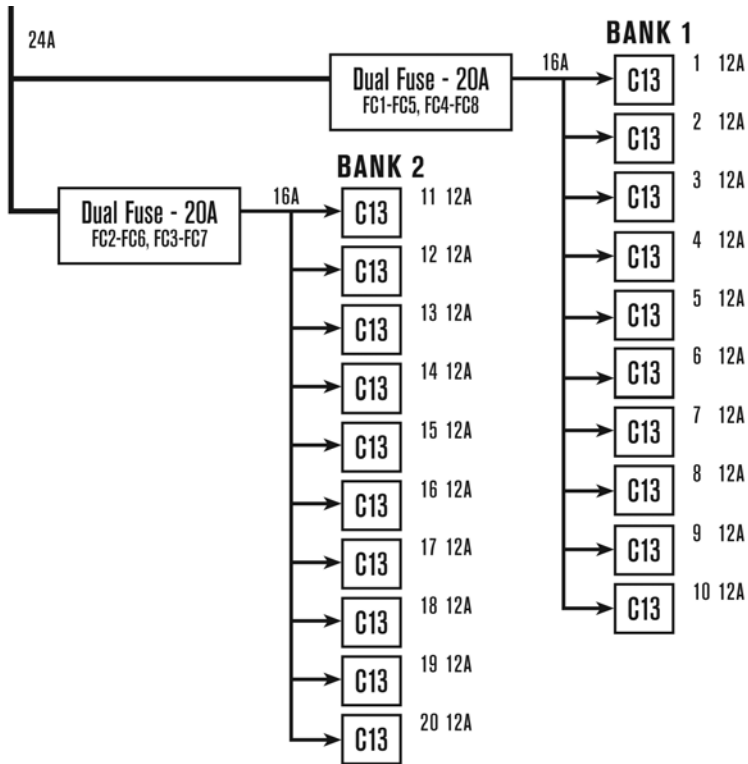 24A
BANK 1
Dual Fuse - 20A
FC1-FC5, FC4-FC8
16A
C13 1 12A
C13 2 12A
C13 3 12A
C13 4 12A
C13 5 12A
C13 6 12A
C13 7 12A
C13 8 12A
C13 9 12A
C13 10 12A
BANK 2
Dual Fuse - 20A
FC2-FC6, FC3-FC7
16A
C13 11 12A
C13 12 12A
C13 13 12A
C13 14 12A
C13 15 12A
C13 16 12A
C13 17 12A
C13 18 12A
C13 19 12A
C13 20 12A